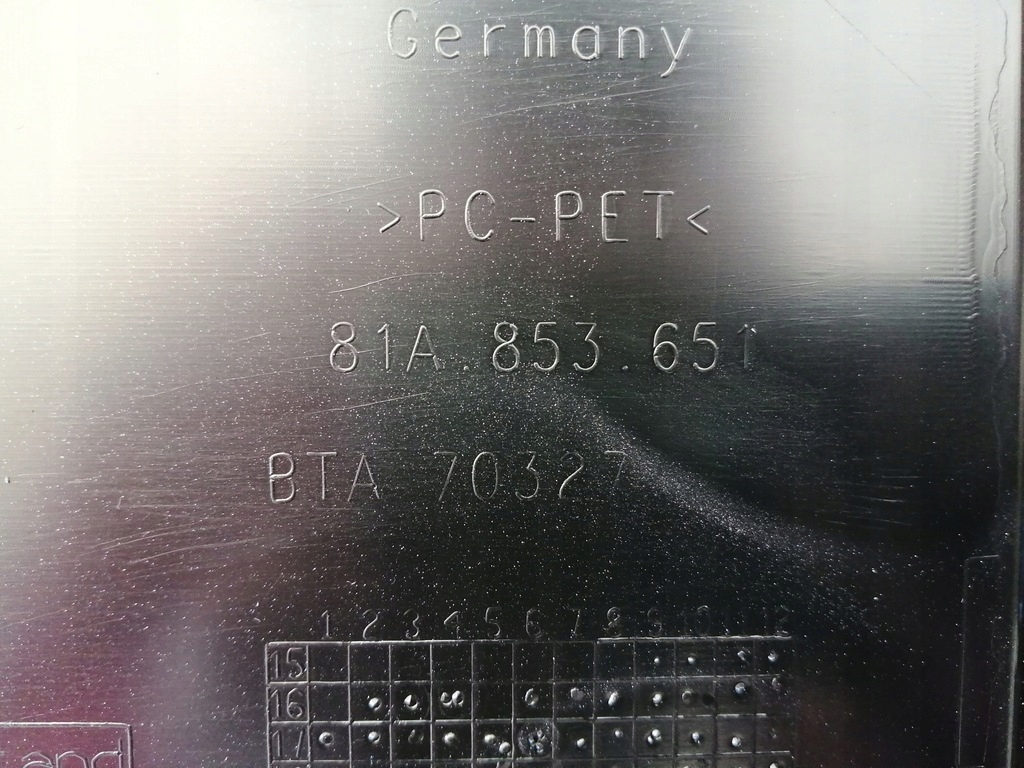 Germany
>PC-PET<
81A.853.651
BTA 70327
1 2 3 4 5 6 7 8 9 10 11 12
15
16
17